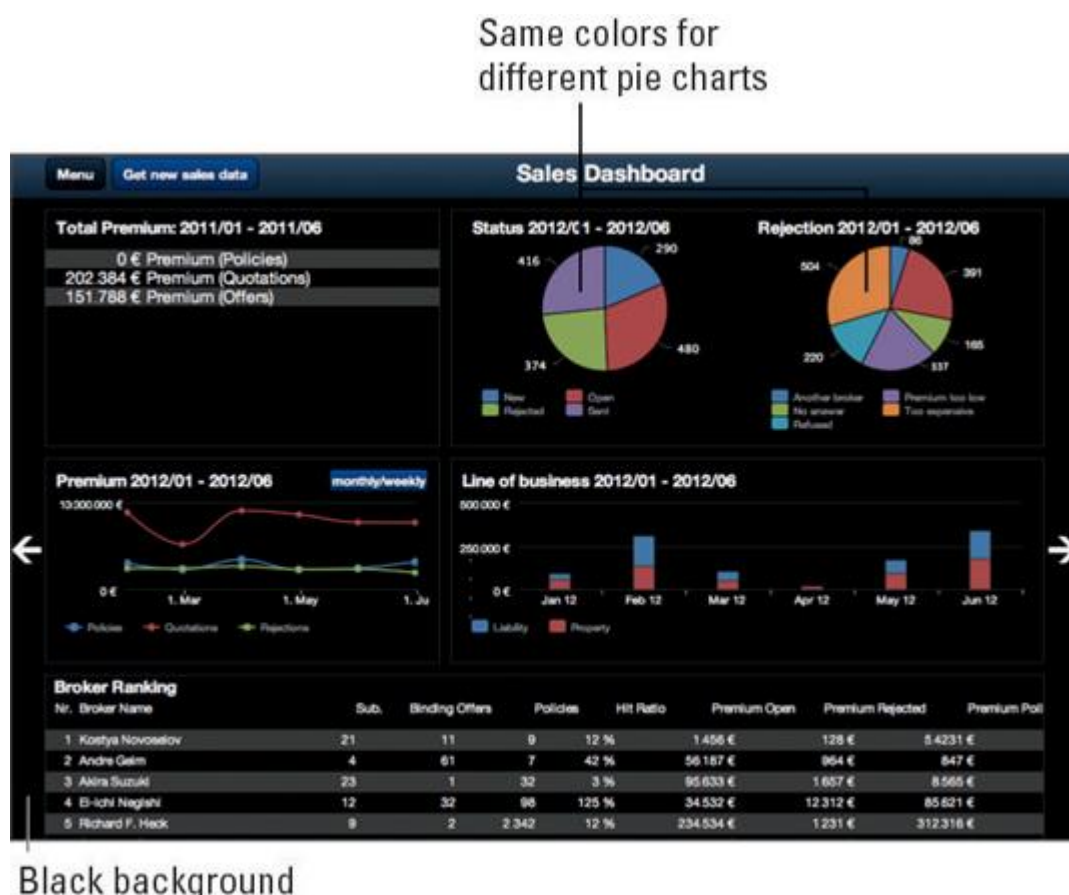 Same colors for
different pie charts
Menu Get new sales data Sales Dashboard
Total Premium: 2011/01 - 2011/06
0 € Premium (Policies)
202.384 € Premium (Quotations)
151.788 € Premium (Offers)
Status 2012/01 - 2012/06
290
416
480
374
New Open
Rejected Sent
Rejection 2012/01 - 2012/06
86
504
391
165
220
337
Another broker Premium too low
No answer Too expensive
Refused
Premium 2012/01 - 2012/06 monthly/weekly
0 €
1. Mar 1. May 1. Ju
Policies Quotations Rejections
Line of business 2012/01 - 2012/06
500.000 €
250.000 €
0 €
Jan 12 Feb 12 Mar 12 Apr 12 May 12 Jun 12
Liability Property
Broker Ranking
Nr. Broker Name Sub. Binding Offers Policies Hit Ratio Premium Open Premium Rejected Premium Poli
1 Kostya Novoselov 21 11 9 12 % 1.456 € 128 € 5.4231 €
2 Andre Geim 4 61 7 42 % 56.187 € 964 € 847 €
3 Akira Suzuki 23 1 32 3 % 95.633 € 1.657 € 8.565 €
4 Ei-ichi Negishi 12 32 98 125 % 34.532 € 12.312 € 85.621 €
5 Richard F. Heck 9 2 2.342 12 % 234.534 € 1231 € 312.316 €
Black background